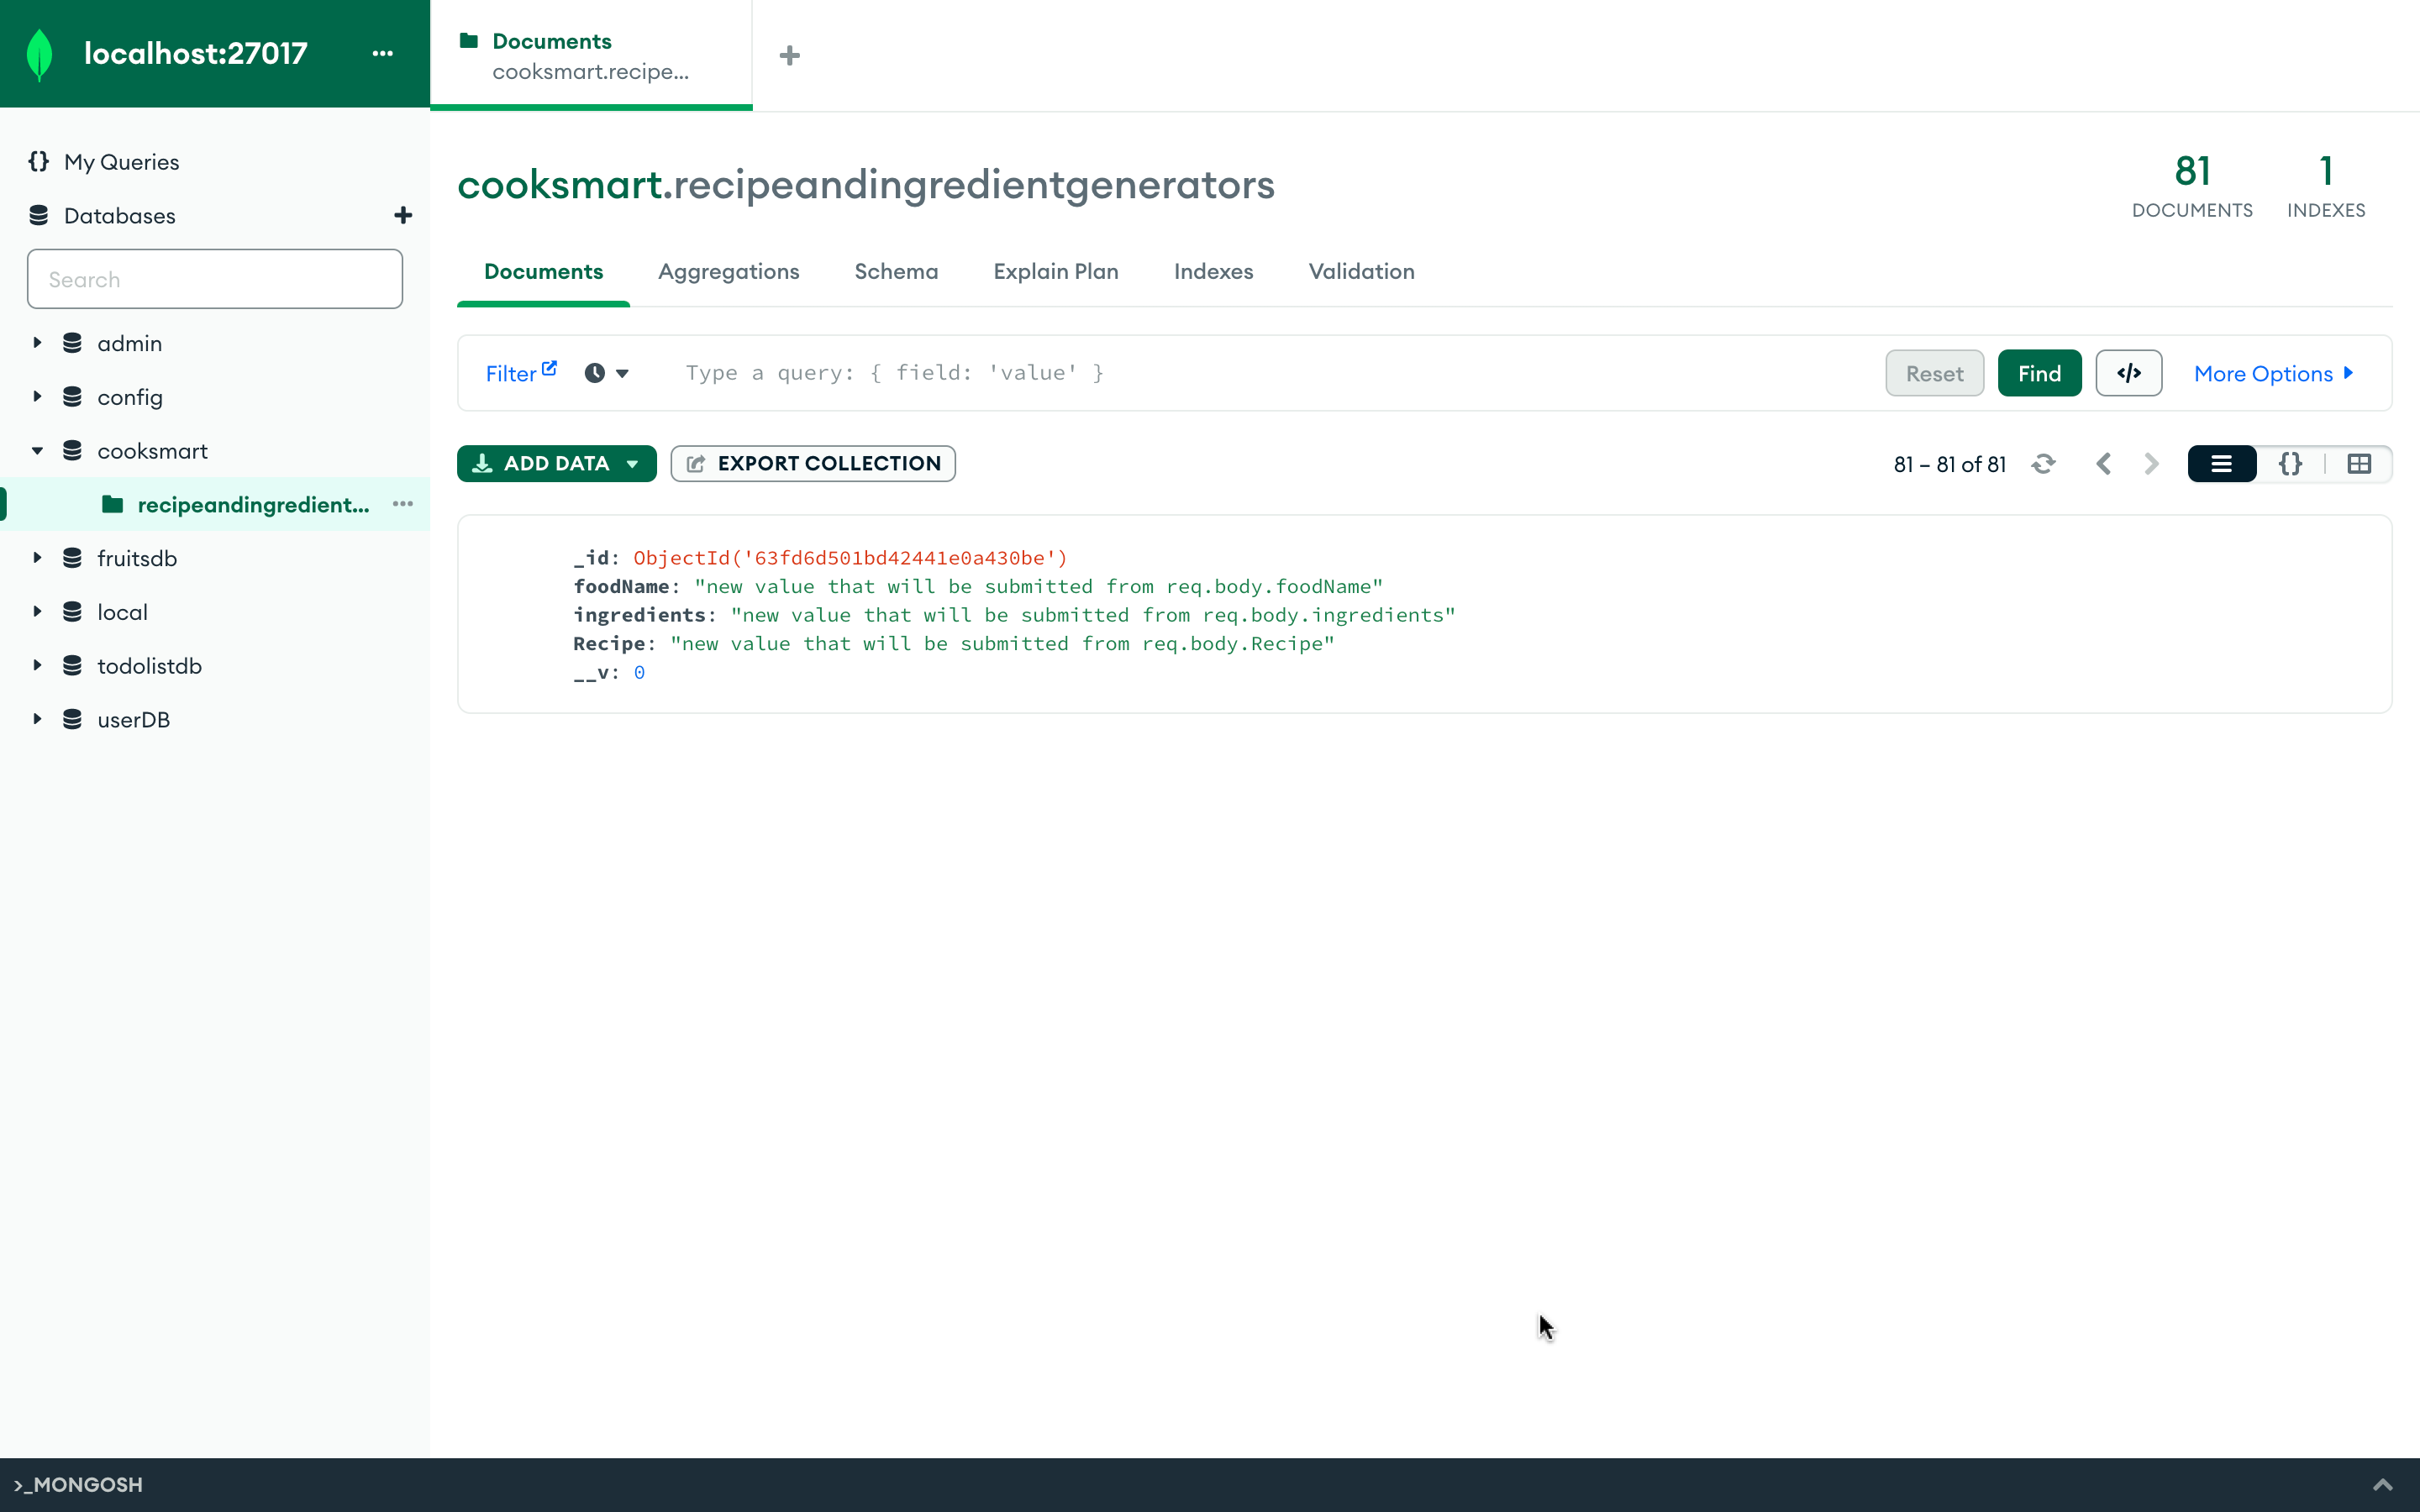 localhost:27017
My Queries
Databases
Search
admin
config
cooksmart
recipeandingredient...
fruitsdb
local
todolistdb
userDB
Documents
cooksmart.recipe...
cooksmart.recipeandingredientgenerators
81
DOCUMENTS
1
INDEXES
Documents Aggregations Schema Explain Plan Indexes Validation
Filter Type a query: { field: 'value' } Reset Find </> More Options
ADD DATA EXPORT COLLECTION 81 – 81 of 81 {}
_id: ObjectId('63fd6d501bd42441e0a430be')
foodName: "new value that will be submitted from req.body.foodName"
ingredients: "new value that will be submitted from req.body.ingredients"
Recipe: "new value that will be submitted from req.body.Recipe"
__v: 0
>_MONGOSH